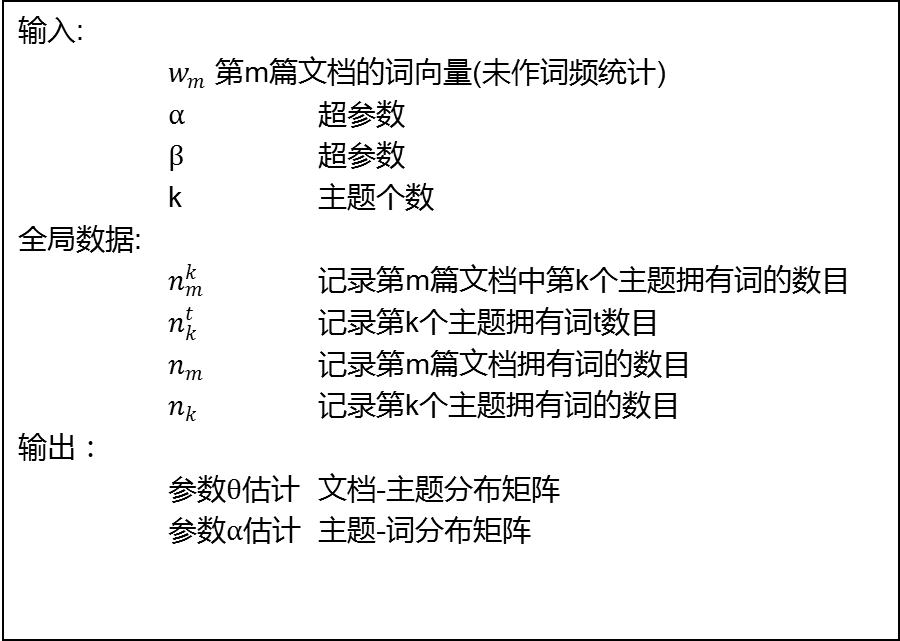 输入:
w_m 第m篇文档的词向量(未作词频统计)
α 超参数
β 超参数
k 主题个数
全局数据:
n_m^k 记录第m篇文档中第k个主题拥有词的数目
n_k^t 记录第k个主题拥有词t数目
n_m 记录第m篇文档拥有词的数目
n_k 记录第k个主题拥有词的数目
输出：
参数θ估计 文档-主题分布矩阵
参数α估计 主题-词分布矩阵